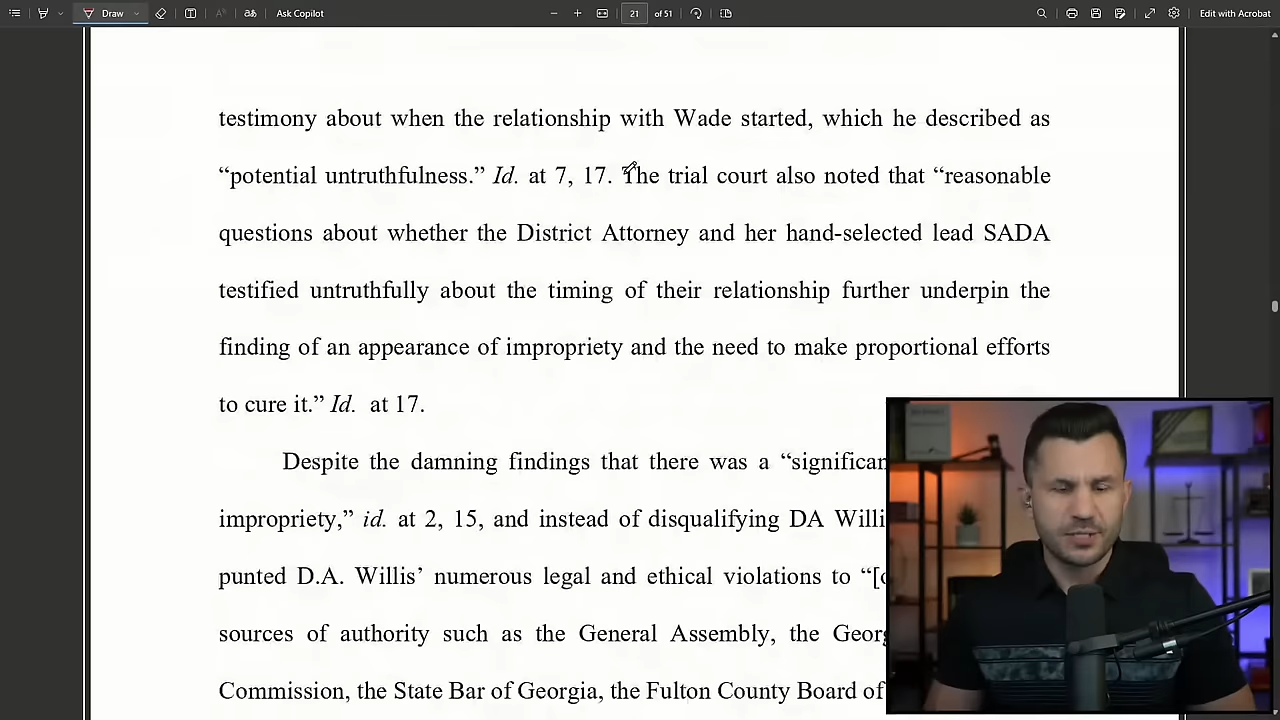 Draw
Ask Copilot
21 of 51
Edit with Acrobat
testimony about when the relationship with Wade started, which he described as
“potential untruthfulness.” Id. at 7, 17. The trial court also noted that “reasonable
questions about whether the District Attorney and her hand-selected lead SADA
testified untruthfully about the timing of their relationship further underpin the
finding of an appearance of impropriety and the need to make proportional efforts
to cure it.” Id. at 17.
Despite the damning findings that there was a
impropriety,” id. at 2, 15, and instead of disqualifying DA
punted D.A. Willis’ numerous legal and ethical violations to
sources of authority such as the General Assembly, the
Commission, the State Bar of Georgia, the Fulton County Board of